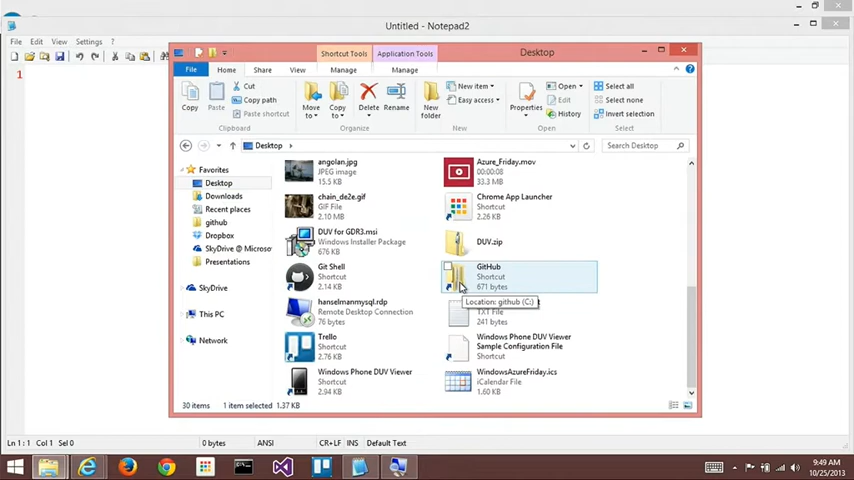 Untitled - Notepad2
File Edit View Settings ?
1
Shortcut Tools Application Tools Desktop
File Home Share View Manage Manage
Copy Paste Cut Copy path Paste shortcut
Move to Copy to Delete Rename
New folder New item Easy access
Properties Open Edit History
Select all Select none Invert selection
Clipboard Organize New Open Select
Desktop
Search Desktop
Favorites
Desktop
Downloads
Recent places
github
Dropbox
SkyDrive @ Microso
Presentations
SkyDrive
This PC
Network
angolan.jpg
JPEG image
15.5 KB
Azure_Friday.mov
00:00:08
33.3 MB
chain_de2e.gif
GIF File
2.10 MB
Chrome App Launcher
Shortcut
2.26 KB
DUV for GDR3.msi
Windows Installer Package
676 KB
DUV.zip
Git Shell
Shortcut
2.14 KB
GitHub
Shortcut
671 bytes
Location: github (C:)
hanselmanmysql.rdp
Remote Desktop Connection
76 bytes
TXT File
241 bytes
Trello
Shortcut
2.76 KB
Windows Phone DUV Viewer
Sample Configuration File
Shortcut
Windows Phone DUV Viewer
Shortcut
2.94 KB
WindowsAzureFriday.ics
iCalendar File
1.60 KB
30 items 1 item selected 1.37 KB
Ln 1 : 1 Col 1 Sel 0 0 bytes ANSI CR+LF INS Default Text
9:49 AM
10/25/2013